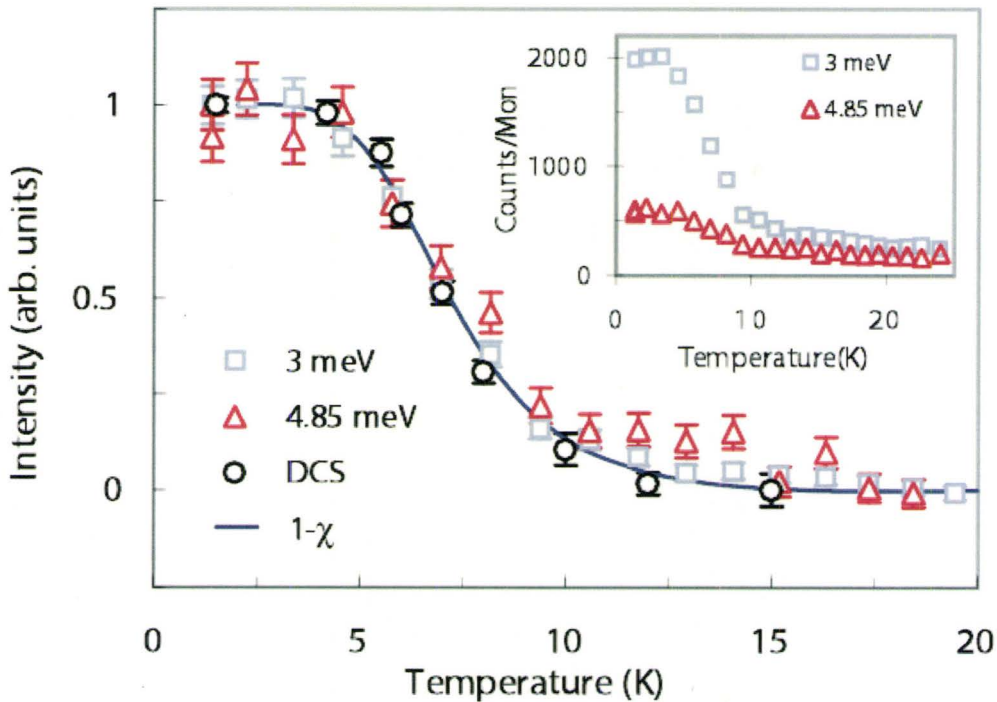 2000
1000
0
Counts/Mon
3 meV
4.85 meV
0
10
20
Temperature(K)
1
0.5
0
Intensity (arb. units)
3 meV
4.85 meV
DCS
1-χ
0
5
10
15
20
Temperature (K)